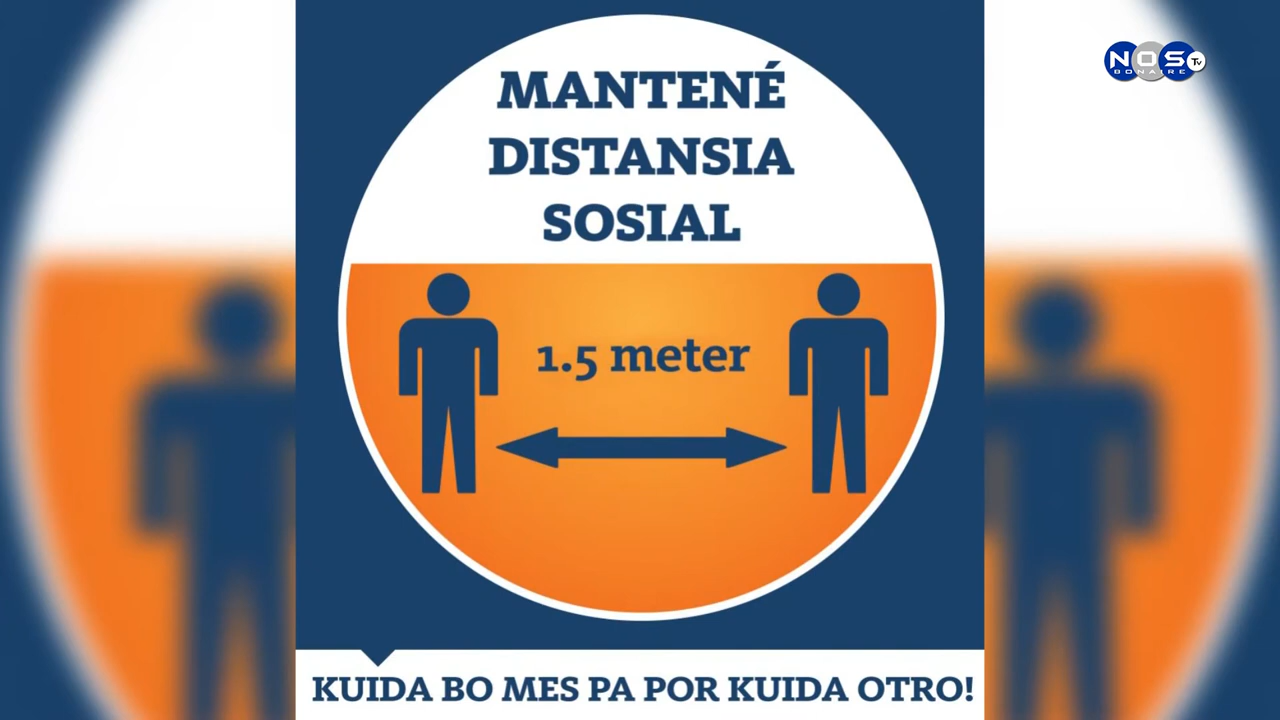 NOS TV
BONAIRE
MANTENÉ
DISTANSIA
SOSIAL
1.5 meter
KUIDA BO MES PA POR KUIDA OTRO!